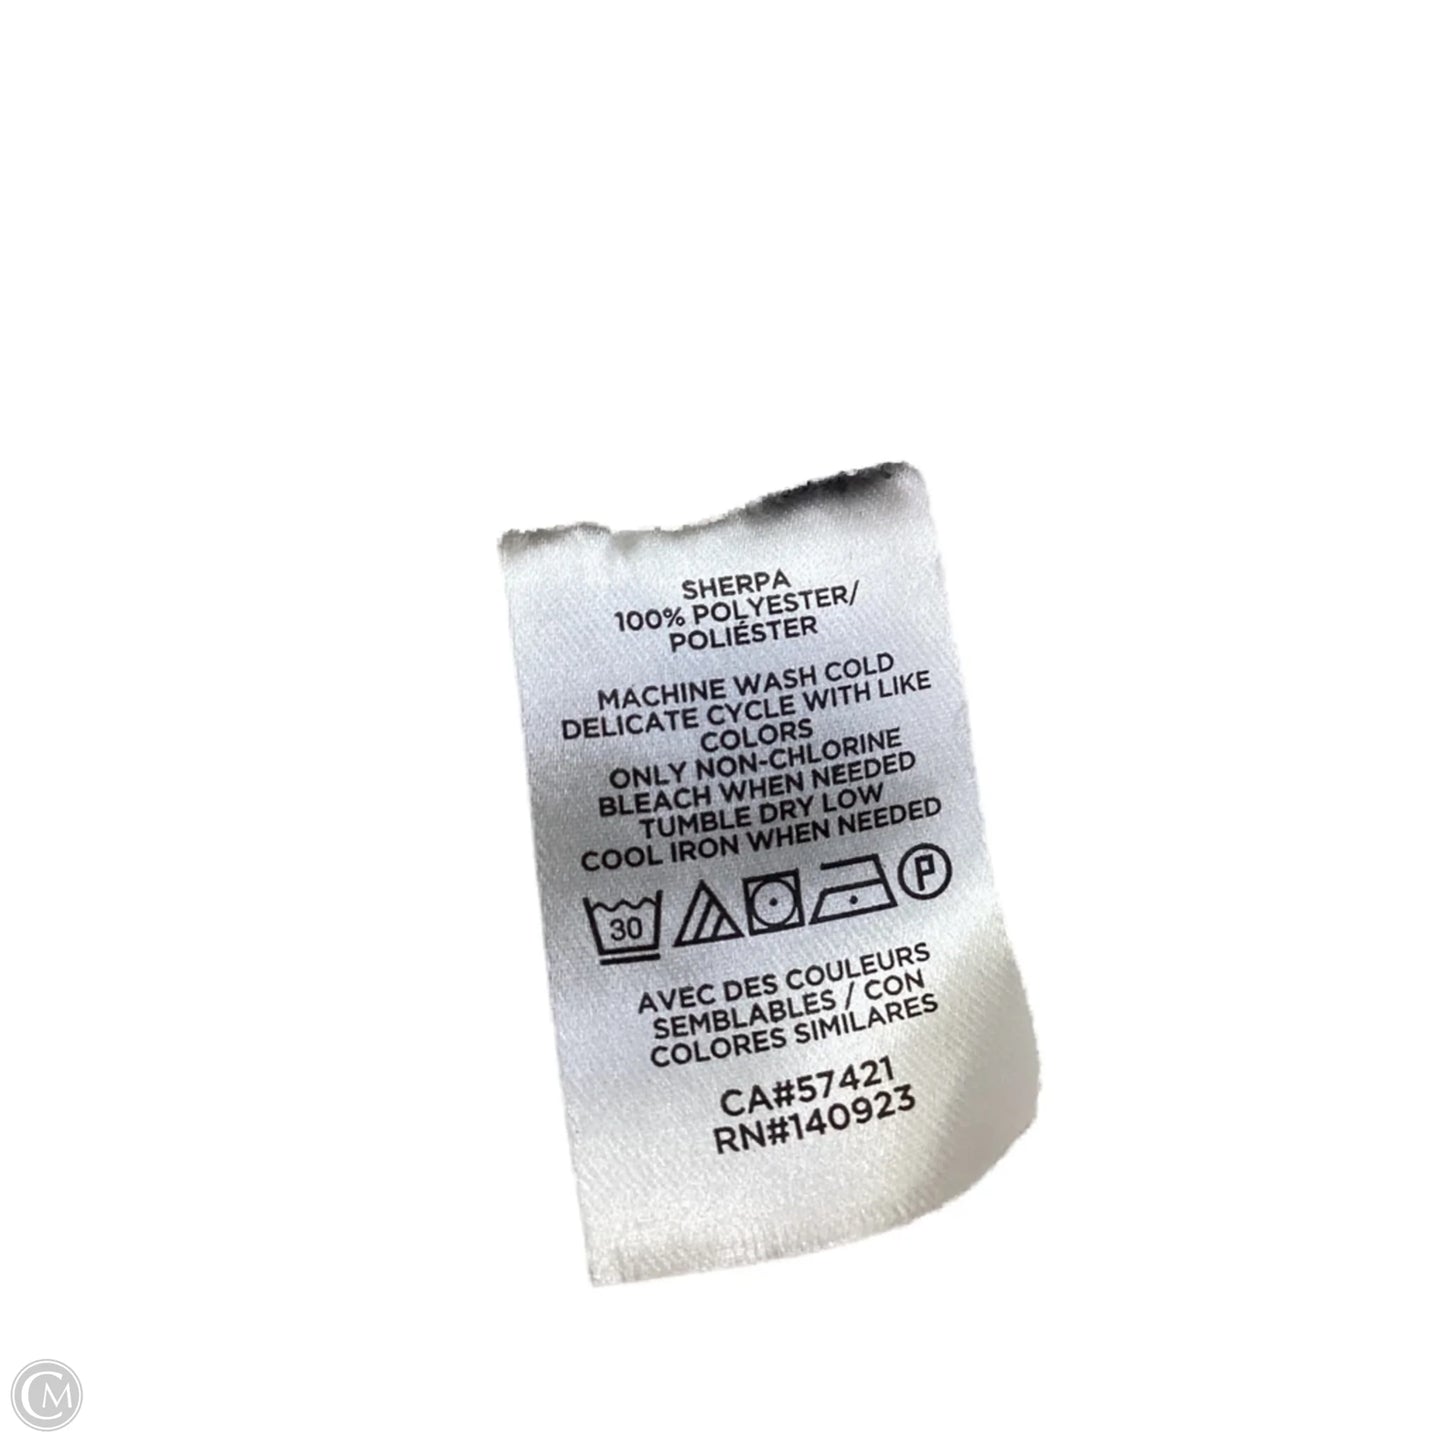 SHERPA
100% POLYESTER/
POLIÉSTER
MACHINE WASH COLD
DELICATE CYCLE WITH LIKE
COLORS
ONLY NON-CHLORINE
BLEACH WHEN NEEDED
TUMBLE DRY LOW
COOL IRON WHEN NEEDED
30 P
AVEC DES COULEURS
SEMBLABLES / CON
COLORES SIMILARES
CA#57421
RN#140923
CM